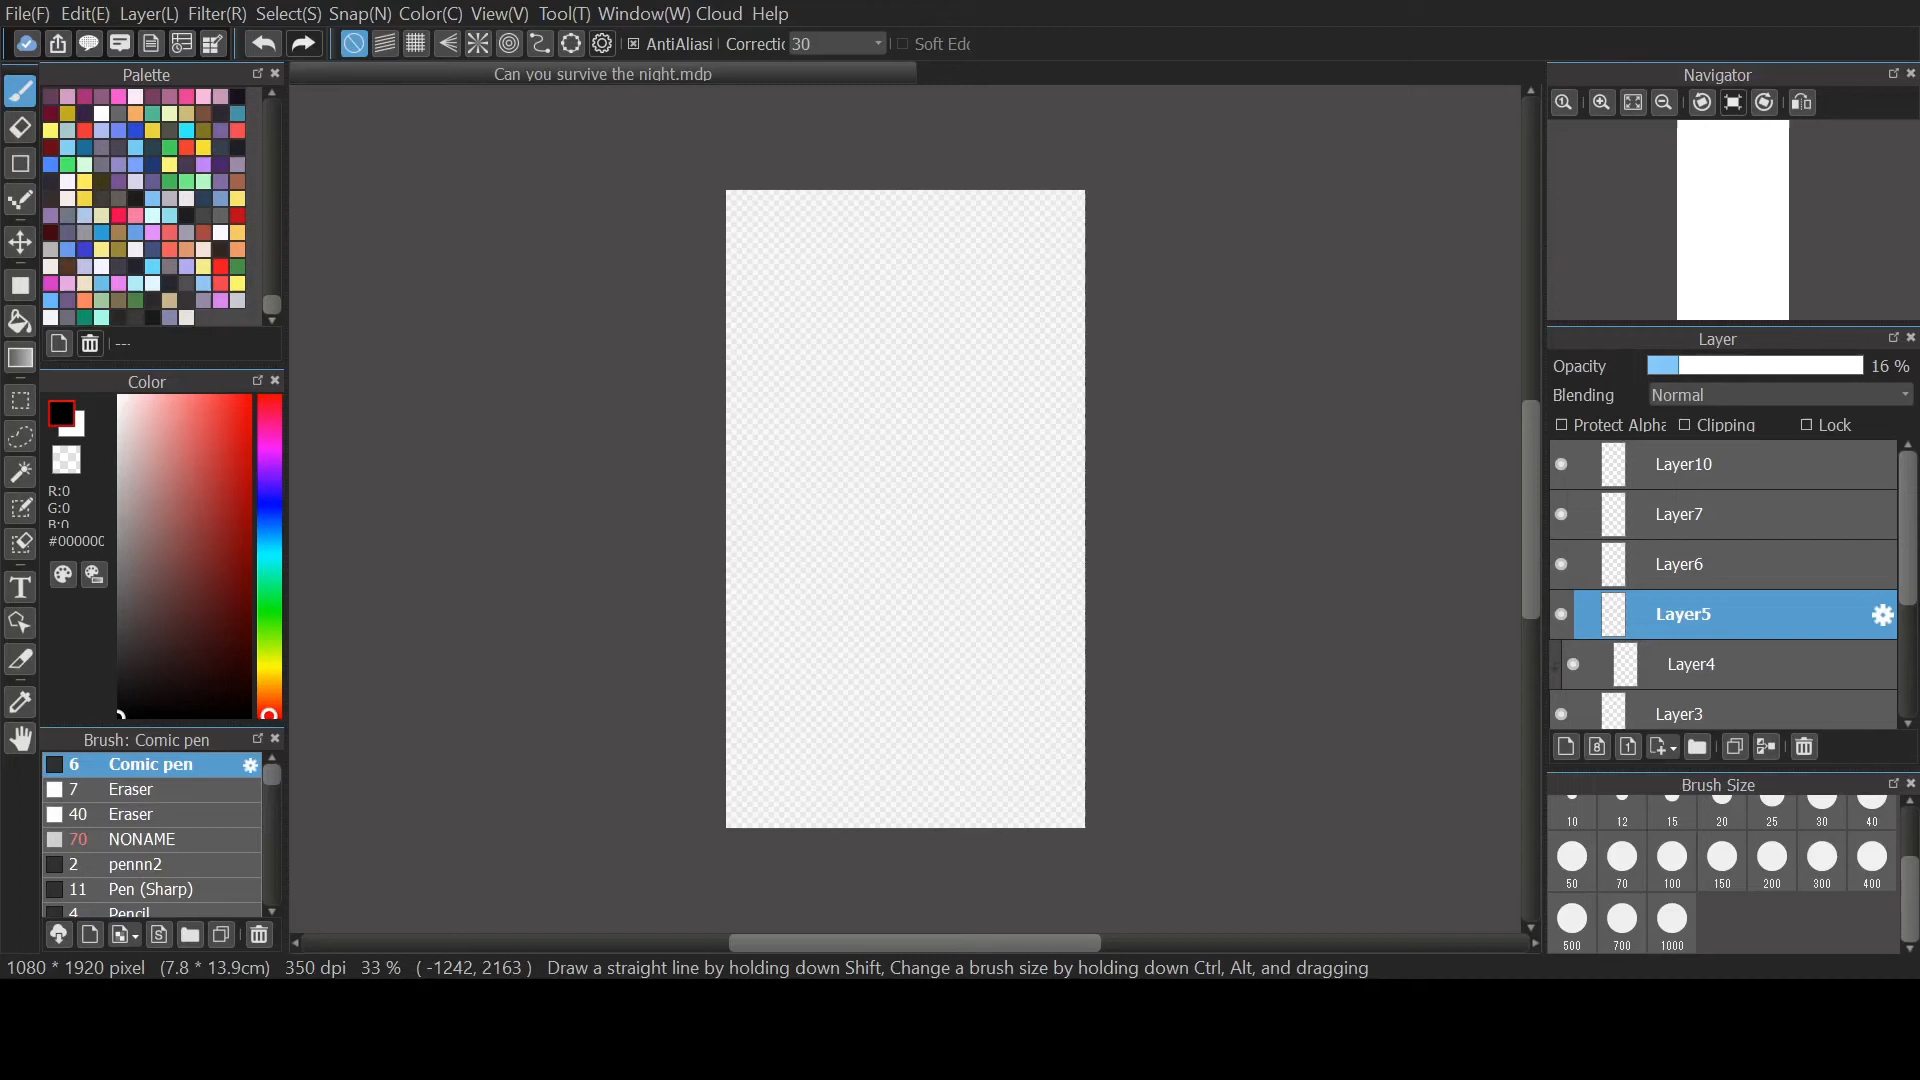 File(F) Edit(E) Layer(L) Filter(R) Select(S) Snap(N) Color(C) View(V) Tool(T) Window(W) Cloud Help
AntiAliasi Correctic 30 Soft Edc
Palette
Can you survive the night.mdp
Navigator
---
Color
R:0
G:0
B:0
#000000
Layer
Opacity 16 %
Blending Normal
Protect Alpha Clipping Lock
Layer10
Layer7
Layer6
Layer5
Layer4
Layer3
Brush: Comic pen
6 Comic pen
7 Eraser
40 Eraser
70 NONAME
2 pennn2
11 Pen (Sharp)
4 Pencil
Brush Size
10 12 15 20 25 30 40
50 70 100 150 200 300 400
500 700 1000
1080 * 1920 pixel (7.8 * 13.9cm) 350 dpi 33 % ( -1242, 2163 ) Draw a straight line by holding down Shift, Change a brush size by holding down Ctrl, Alt, and dragging